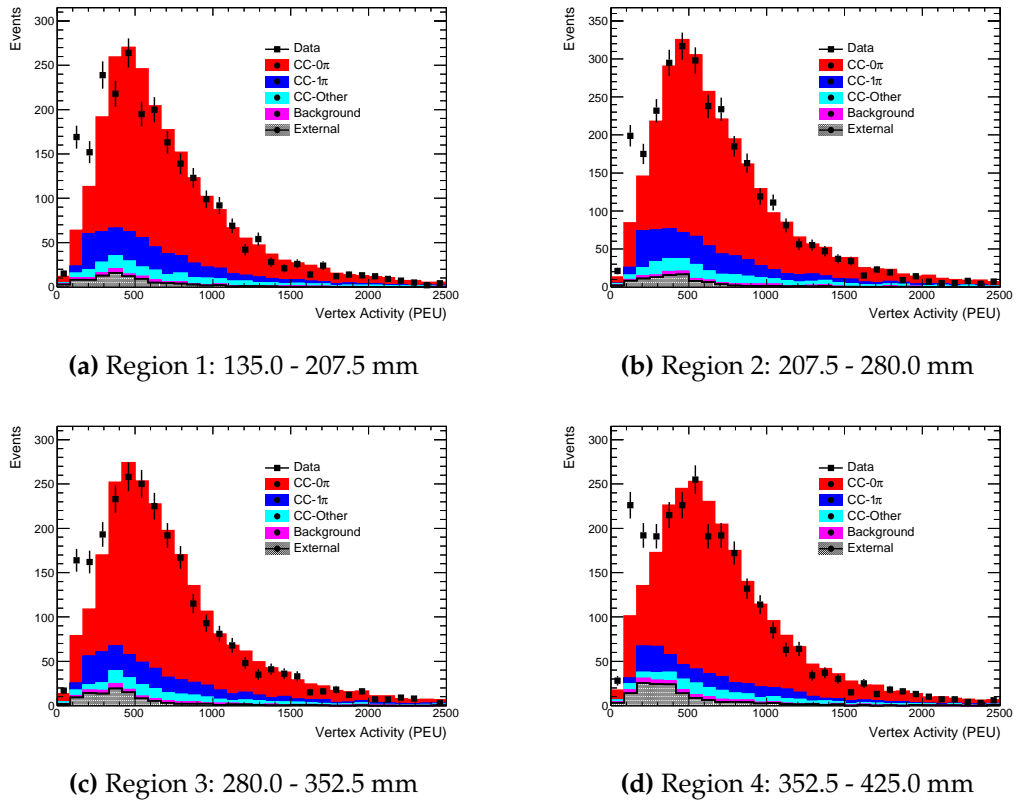 Events
300
250
200
150
100
50
0
Data
CC-0π
CC-1π
CC-Other
Background
External
0 500 1000 1500 2000 2500
Vertex Activity (PEU)
(a) Region 1: 135.0 - 207.5 mm
Events
350
300
250
200
150
100
50
0
Data
CC-0π
CC-1π
CC-Other
Background
External
0 500 1000 1500 2000 2500
Vertex Activity (PEU)
(b) Region 2: 207.5 - 280.0 mm
Events
300
250
200
150
100
50
0
Data
CC-0π
CC-1π
CC-Other
Background
External
0 500 1000 1500 2000 2500
Vertex Activity (PEU)
(c) Region 3: 280.0 - 352.5 mm
Events
300
250
200
150
100
50
0
Data
CC-0π
CC-1π
CC-Other
Background
External
0 500 1000 1500 2000 2500
Vertex Activity (PEU)
(d) Region 4: 352.5 - 425.0 mm